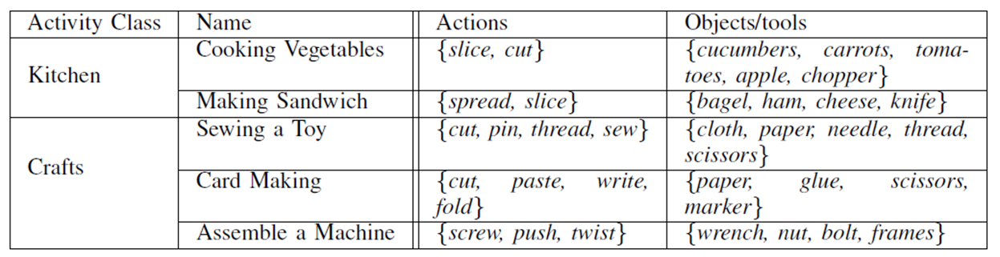 Activity Class Name Actions Objects/tools
Kitchen
Cooking Vegetables {slice, cut} {cucumbers, carrots, toma-
toes, apple, chopper}
Making Sandwich {spread, slice} {bagel, ham, cheese, knife}
Crafts
Sewing a Toy {cut, pin, thread, sew} {cloth, paper, needle, thread,
scissors}
Card Making {cut, paste, write, {paper, glue, scissors,
fold} marker}
Assemble a Machine {screw, push, twist} {wrench, nut, bolt, frames}